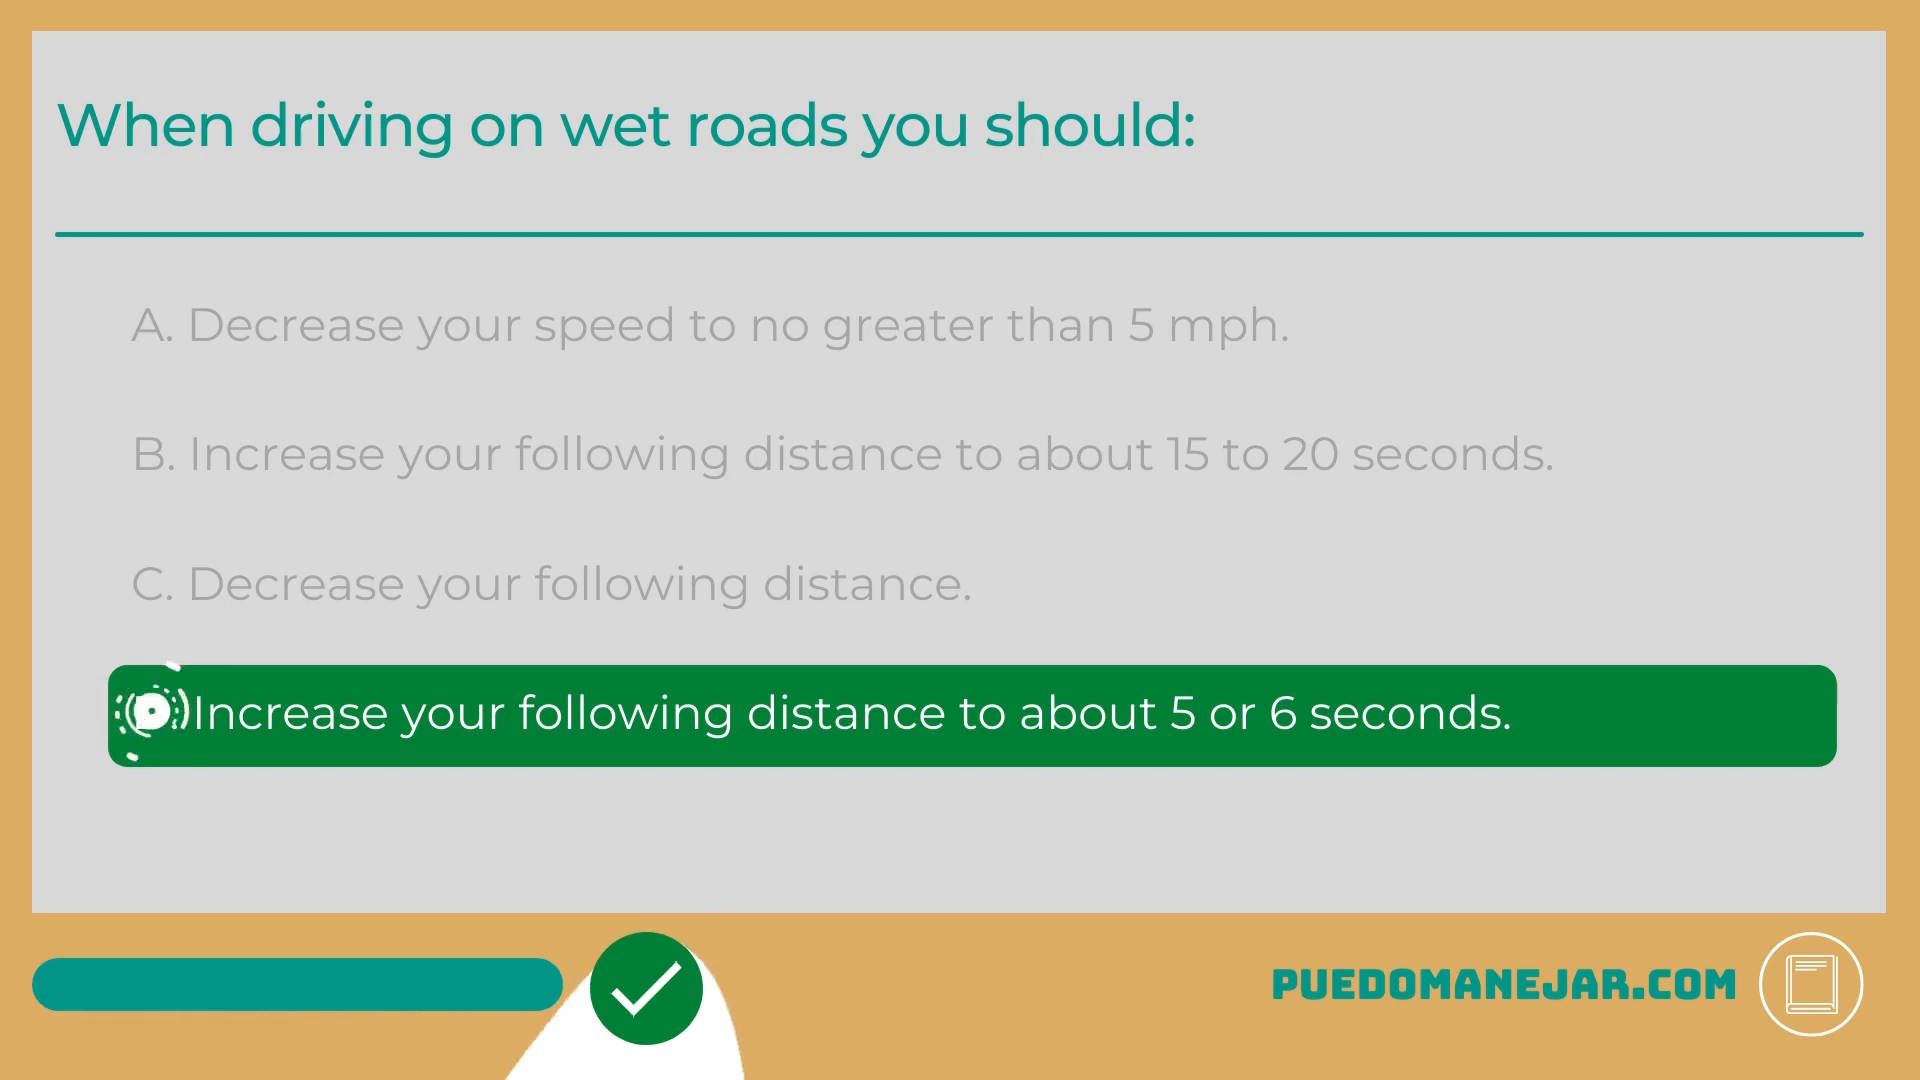 When driving on wet roads you should:
A. Decrease your speed to no greater than 5 mph.
B. Increase your following distance to about 15 to 20 seconds.
C. Decrease your following distance.
Increase your following distance to about 5 or 6 seconds.
PUEDOMANEJAR.COM